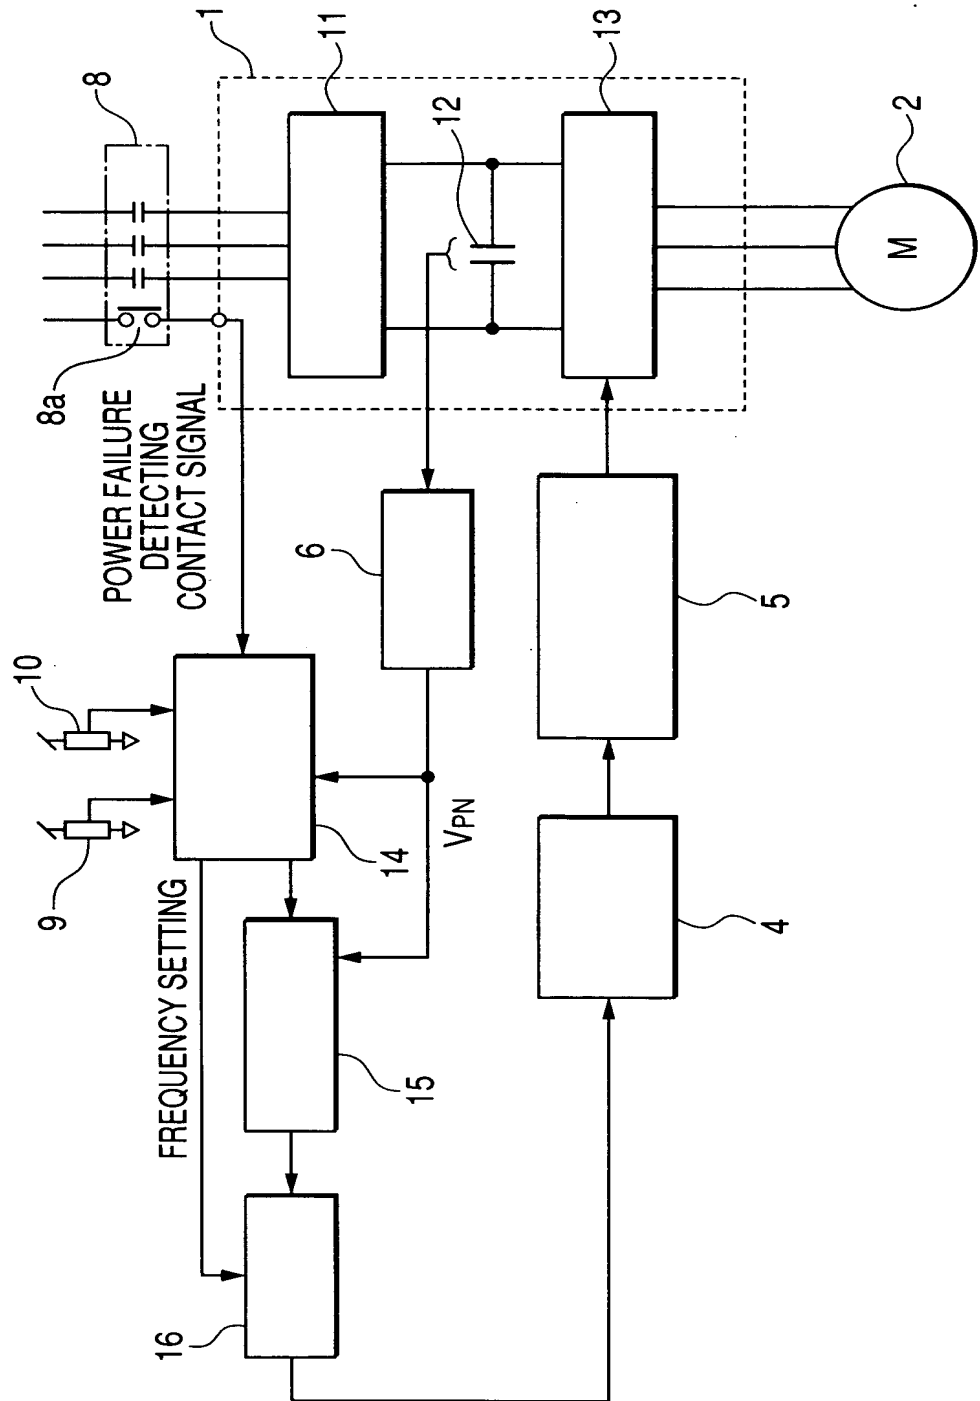 1
8
11
12
13
2
M
8a
POWER FAILURE
DETECTING
CONTACT SIGNAL
10
9
6
5
4
14
VPN
FREQUENCY SETTING
15
16